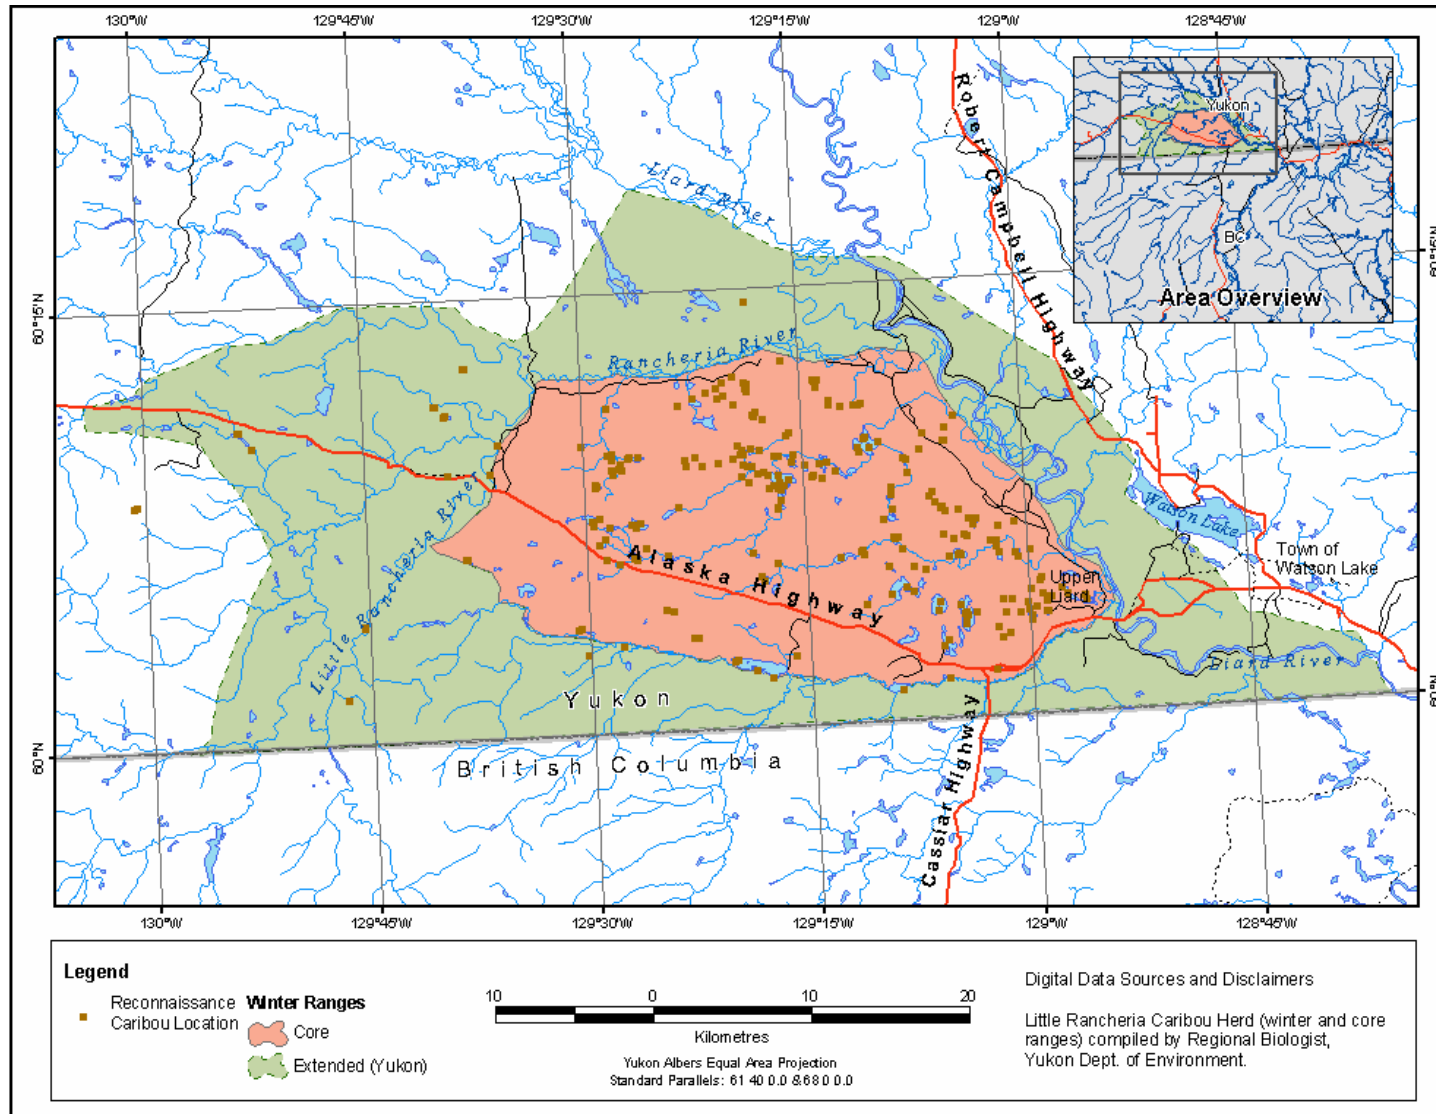 130°W 129°45'W 129°30'W 129°15'W 129°W 128°45'W
Robert Campbell Highway
Yukon
BC
Area Overview
Liard River
60°15'N
60°15'N
Rancheria River
Watson Lake
Town of
Watson Lake
Little Rancheria River
Alaska Highway
Upper
Liard
Liard River
Yukon
60°N
60°N
British Columbia
Cassiar Highway
130°W 129°45'W 129°30'W 129°15'W 129°W 128°45'W
Legend
Reconnaissance
Caribou Location
Winter Ranges
Core
Extended (Yukon)
10 0 10 20
Kilometres
Yukon Albers Equal Area Projection
Standard Parallels: 61 40 0.0 & 68 0 0.0
Digital Data Sources and Disclaimers
Little Rancheria Caribou Herd (winter and core
ranges) compiled by Regional Biologist,
Yukon Dept. of Environment.